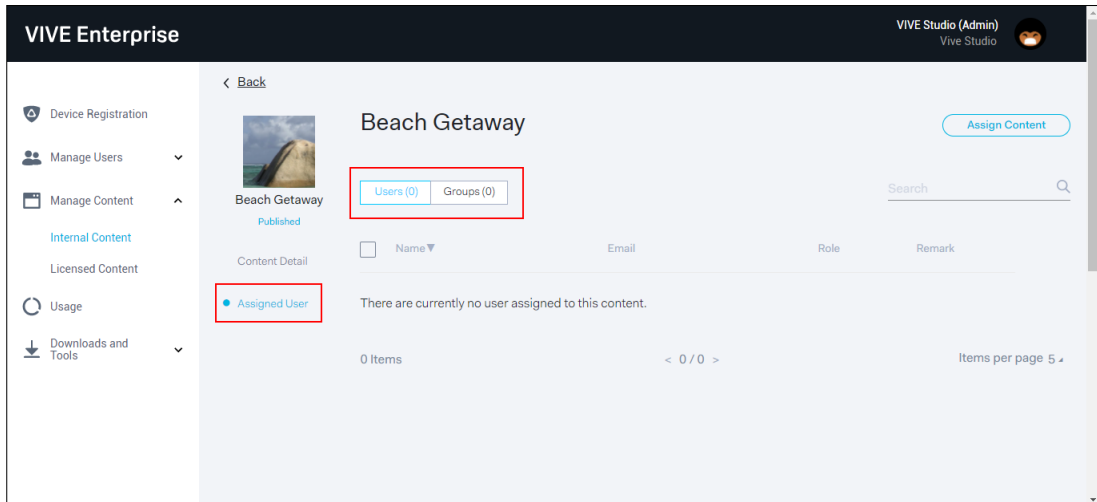 VIVE Enterprise
VIVE Studio (Admin)
Vive Studio
Device Registration
Manage Users
Manage Content
Internal Content
Licensed Content
Usage
Downloads and
Tools
< Back
Beach Getaway
Published
Content Detail
Assigned User
Beach Getaway
Assign Content
Users (0) Groups (0)
Search
Name▼ Email Role Remark
There are currently no user assigned to this content.
0 Items < 0 / 0 > Items per page 5